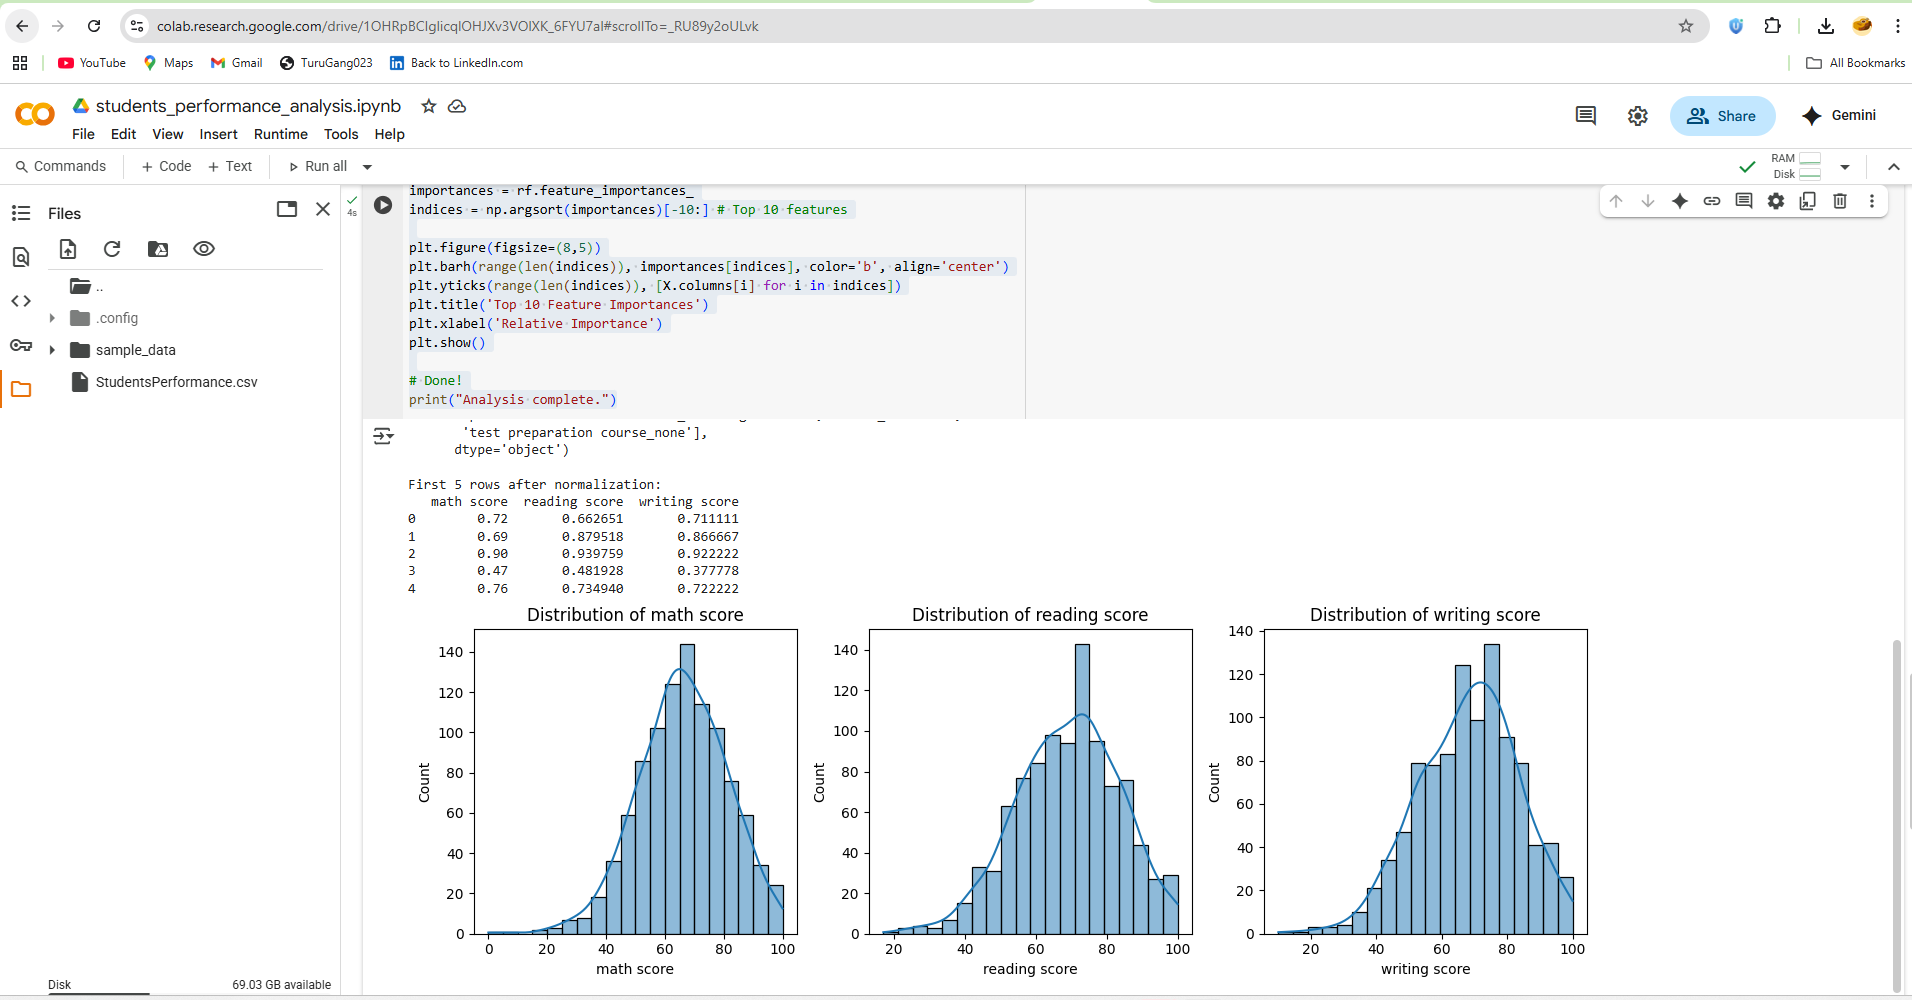 colab.research.google.com/drive/1OHRpBClgIicqIOHJXv3VOlXK_6FYU7aI#scrollTo=_RU89y2oULvk
YouTube Maps Gmail TuruGang023 Back to LinkedIn.com All Bookmarks
students_performance_analysis.ipynb
File Edit View Insert Runtime Tools Help
Share Gemini
Commands + Code + Text Run all
RAM
Disk
Files
..
.config
sample_data
StudentsPerformance.csv
Disk 69.03 GB available
4s
importances = rf.feature_importances_
indices = np.argsort(importances)[-10:] # Top 10 features
plt.figure(figsize=(8,5))
plt.barh(range(len(indices)), importances[indices], color='b', align='center')
plt.yticks(range(len(indices)), [X.columns[i] for i in indices])
plt.title('Top 10 Feature Importances')
plt.xlabel('Relative Importance')
plt.show()
# Done!
print("Analysis complete.")
'test preparation course_none'],
dtype='object')
First 5 rows after normalization:
math score reading score writing score
0 0.72 0.662651 0.711111
1 0.69 0.879518 0.866667
2 0.90 0.939759 0.922222
3 0.47 0.481928 0.377778
4 0.76 0.734940 0.722222
Distribution of math score
140
120
100
80
60
40
20
0
Count
0 20 40 60 80 100
math score
Distribution of reading score
140
120
100
80
60
40
20
0
Count
20 40 60 80 100
reading score
Distribution of writing score
140
120
100
80
60
40
20
0
Count
20 40 60 80 100
writing score